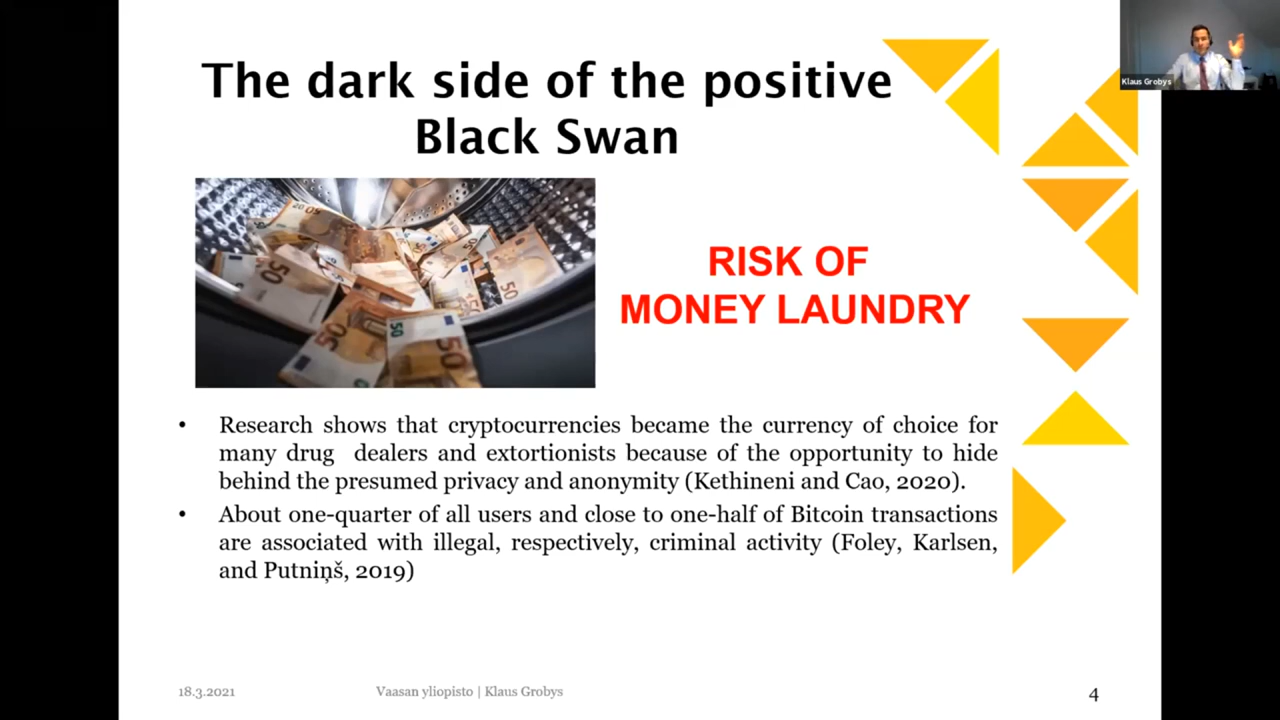 The dark side of the positive
Black Swan
Klaus Grobys
RISK OF
MONEY LAUNDRY
• Research shows that cryptocurrencies became the currency of choice for
many drug dealers and extortionists because of the opportunity to hide
behind the presumed privacy and anonymity (Kethineni and Cao, 2020).
• About one-quarter of all users and close to one-half of Bitcoin transactions
are associated with illegal, respectively, criminal activity (Foley, Karlsen,
and Putniņš, 2019)
18.3.2021
Vaasan yliopisto | Klaus Grobys
4